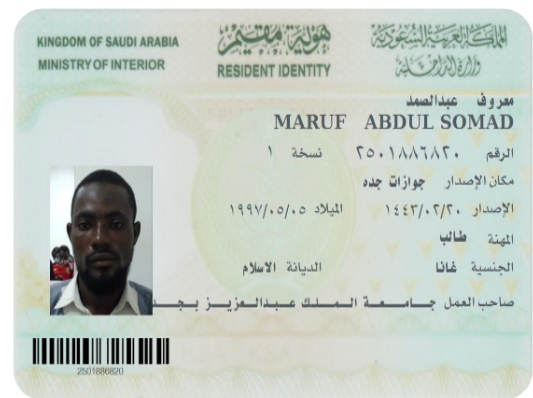 KINGDOM OF SAUDI ARABIA
MINISTRY OF INTERIOR
هوية مقيم
RESIDENT IDENTITY
المملكة العربية السعودية
وزارة الداخلية
معروف عبدالصمد
MARUF ABDUL SOMAD
الرقم ٢٥٠١٨٨٦٨٢٠ نسخة ١
مكان الإصدار جوازات جده
الإصدار ١٤٤٣/٠٢/٢٠ الميلاد ١٩٩٧/٠٥/٠٥
المهنة طالب
الجنسية غانا الديانة الاسلام
صاحب العمل جامعة الملك عبدالعزيز بجد
2501886820